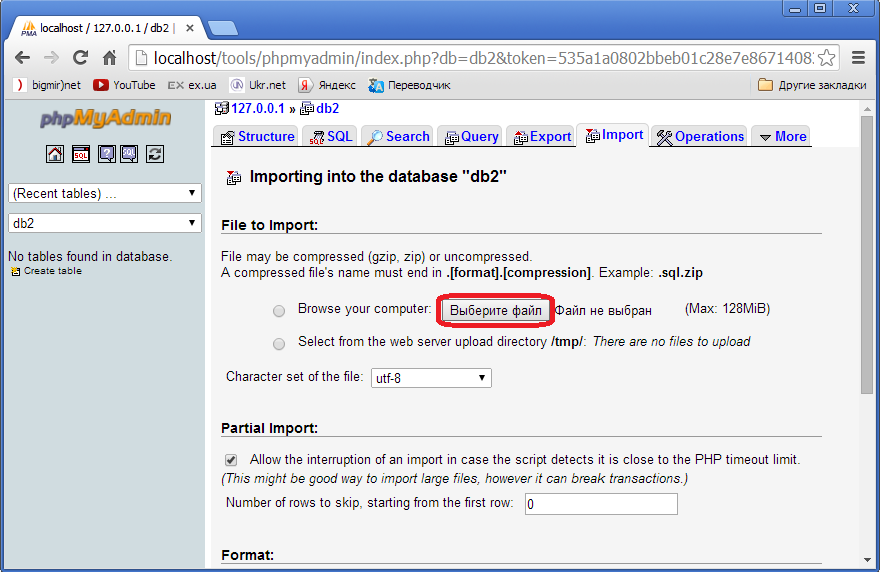 localhost / 127.0.0.1 / db2
localhost/tools/phpmyadmin/index.php?db=db2&token=535a1a0802bbeb01c28e7e8671408
bigmir)net YouTube ex.ua Ukr.net Яндекс Переводчик Другие закладки
phpMyAdmin
127.0.0.1 » db2
Structure SQL Search Query Export Import Operations More
(Recent tables) ...
db2
No tables found in database.
Create table
Importing into the database "db2"
File to Import:
File may be compressed (gzip, zip) or uncompressed.
A compressed file's name must end in .[format].[compression]. Example: .sql.zip
Browse your computer: Выберите файл Файл не выбран (Max: 128MiB)
Select from the web server upload directory /tmp/: There are no files to upload
Character set of the file: utf-8
Partial Import:
Allow the interruption of an import in case the script detects it is close to the PHP timeout limit.
(This might be good way to import large files, however it can break transactions.)
Number of rows to skip, starting from the first row: 0
Format: